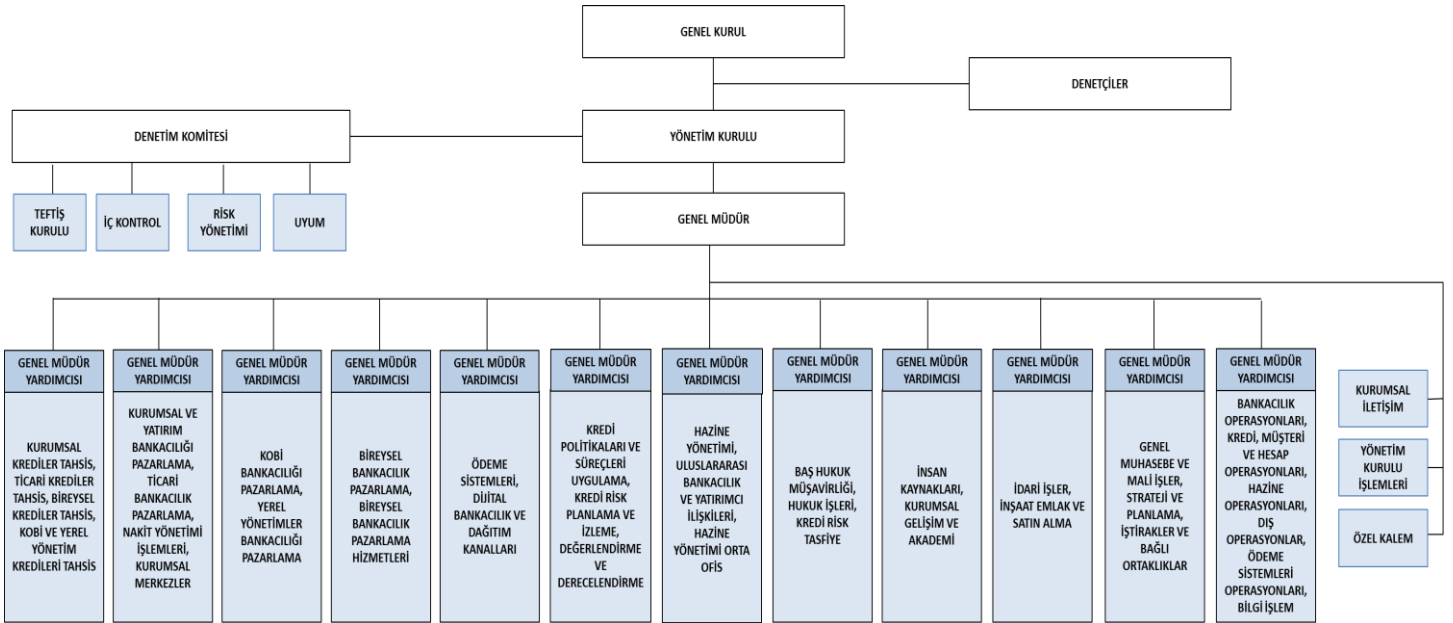 GENEL KURUL
DENETÇİLER
DENETİM KOMİTESİ
YÖNETİM KURULU
TEFTİŞ
KURULU
İÇ KONTROL
RİSK
YÖNETİMİ
UYUM
GENEL MÜDÜR
GENEL MÜDÜR
YARDIMCISI
KURUMSAL
KREDİLER TAHSİS,
TİCARİ KREDİLER
TAHSİS, BİREYSEL
KREDİLER TAHSİS,
KOBİ VE YEREL
YÖNETİM
KREDİLERİ TAHSİS
GENEL MÜDÜR
YARDIMCISI
KURUMSAL VE
YATIRIM
BANKACILIĞI
PAZARLAMA,
TİCARİ
BANKACILIK
PAZARLAMA,
NAKİT YÖNETİMİ
İŞLEMLERİ,
KURUMSAL
MERKEZLER
GENEL MÜDÜR
YARDIMCISI
KOBİ
BANKACILIĞI
PAZARLAMA,
YEREL
YÖNETİMLER
BANKACILIĞI
PAZARLAMA
GENEL MÜDÜR
YARDIMCISI
BİREYSEL
BANKACILIK
PAZARLAMA,
BİREYSEL
BANKACILIK
PAZARLAMA
HİZMETLERİ
GENEL MÜDÜR
YARDIMCISI
ÖDEME
SİSTEMLERİ,
DİJİTAL
BANKACILIK VE
DAĞITIM
KANALLARI
GENEL MÜDÜR
YARDIMCISI
KREDİ
POLİTİKALARI VE
SÜREÇLERİ
UYGULAMA,
KREDİ RİSK
PLANLAMA VE
İZLEME,
DEĞERLENDİRME
VE
DERECELENDİRME
GENEL MÜDÜR
YARDIMCISI
HAZİNE
YÖNETİMİ,
ULUSLARARASI
BANKACILIK
VE YATIRIMCI
İLİŞKİLERİ,
HAZİNE
YÖNETİMİ ORTA
OFİS
GENEL MÜDÜR
YARDIMCISI
BAŞ HUKUK
MÜŞAVİRLİĞİ,
HUKUK İŞLERİ,
KREDİ RİSK
TASFİYE
GENEL MÜDÜR
YARDIMCISI
İNSAN
KAYNAKLARI,
KURUMSAL
GELİŞİM VE
AKADEMİ
GENEL MÜDÜR
YARDIMCISI
İDARİ İŞLER,
İNŞAAT EMLAK VE
SATIN ALMA
GENEL MÜDÜR
YARDIMCISI
GENEL
MUHASEBE VE
MALİ İŞLER,
STRATEJİ VE
PLANLAMA,
İŞTİRAKLER VE
BAĞLI
ORTAKLIKLAR
GENEL MÜDÜR
YARDIMCISI
BANKACILIK
OPERASYONLARI,
KREDİ, MÜŞTERİ
VE HESAP
OPERASYONLARI,
HAZİNE
OPERASYONLARI,
DIŞ
OPERASYONLAR,
ÖDEME
SİSTEMLERİ
OPERASYONLARI,
BİLGİ İŞLEM
KURUMSAL
İLETİŞİM
YÖNETİM
KURULU
İŞLEMLERİ
ÖZEL KALEM